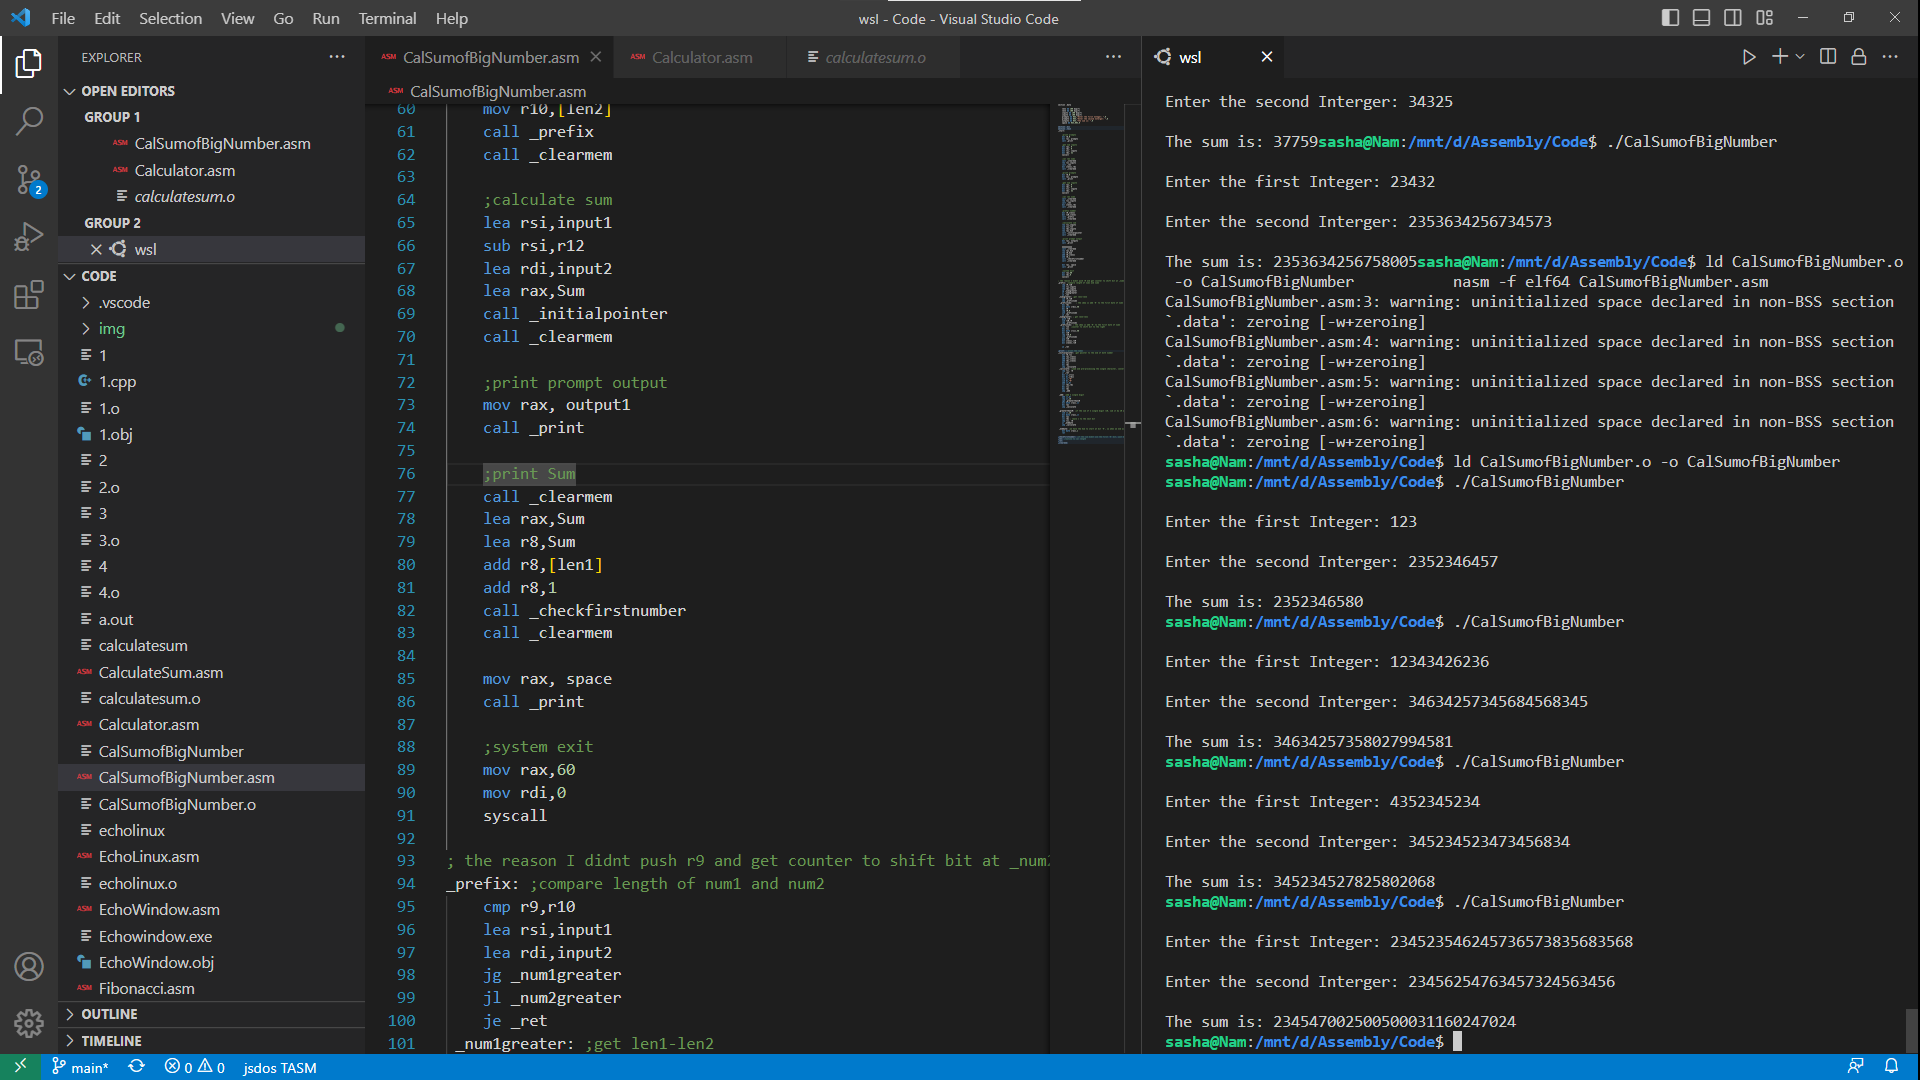 File Edit Selection View Go Run Terminal Help
wsl - Code - Visual Studio Code
EXPLORER
OPEN EDITORS
GROUP 1
ASM CalSumofBigNumber.asm
ASM Calculator.asm
calculatesum.o
GROUP 2
wsl
CODE
.vscode
img
1
1.cpp
1.o
1.obj
2
2.o
3
3.o
4
4.o
a.out
calculatesum
ASM CalculateSum.asm
calculatesum.o
ASM Calculator.asm
CalSumofBigNumber
ASM CalSumofBigNumber.asm
CalSumofBigNumber.o
echolinux
ASM EchoLinux.asm
echolinux.o
ASM EchoWindow.asm
Echowindow.exe
EchoWindow.obj
ASM Fibonacci.asm
OUTLINE
TIMELINE
2
ASM CalSumofBigNumber.asm
ASM Calculator.asm
calculatesum.o
ASM CalSumofBigNumber.asm
60 mov r10,[len2]
61 call _prefix
62 call _clearmem
63
64 ;calculate sum
65 lea rsi,input1
66 sub rsi,r12
67 lea rdi,input2
68 lea rax,Sum
69 call _initialpointer
70 call _clearmem
71
72 ;print prompt output
73 mov rax, output1
74 call _print
75
76 ;print Sum
77 call _clearmem
78 lea rax,Sum
79 lea r8,Sum
80 add r8,[len1]
81 add r8,1
82 call _checkfirstnumber
83 call _clearmem
84
85 mov rax, space
86 call _print
87
88 ;system exit
89 mov rax,60
90 mov rdi,0
91 syscall
92
93 ; the reason I didnt push r9 and get counter to shift bit at _num
94 _prefix: ;compare length of num1 and num2
95 cmp r9,r10
96 lea rsi,input1
97 lea rdi,input2
98 jg _num1greater
99 jl _num2greater
100 je _ret
101 _num1greater: ;get len1-len2
wsl
Enter the second Interger: 34325
The sum is: 37759sasha@Nam:/mnt/d/Assembly/Code$ ./CalSumofBigNumber
Enter the first Integer: 23432
Enter the second Interger: 2353634256734573
The sum is: 2353634256758005sasha@Nam:/mnt/d/Assembly/Code$ ld CalSumofBigNumber.o
-o CalSumofBigNumber nasm -f elf64 CalSumofBigNumber.asm
CalSumofBigNumber.asm:3: warning: uninitialized space declared in non-BSS section
`.data': zeroing [-w+zeroing]
CalSumofBigNumber.asm:4: warning: uninitialized space declared in non-BSS section
`.data': zeroing [-w+zeroing]
CalSumofBigNumber.asm:5: warning: uninitialized space declared in non-BSS section
`.data': zeroing [-w+zeroing]
CalSumofBigNumber.asm:6: warning: uninitialized space declared in non-BSS section
`.data': zeroing [-w+zeroing]
sasha@Nam:/mnt/d/Assembly/Code$ ld CalSumofBigNumber.o -o CalSumofBigNumber
sasha@Nam:/mnt/d/Assembly/Code$ ./CalSumofBigNumber
Enter the first Integer: 123
Enter the second Interger: 2352346457
The sum is: 2352346580
sasha@Nam:/mnt/d/Assembly/Code$ ./CalSumofBigNumber
Enter the first Integer: 12343426236
Enter the second Interger: 34634257345684568345
The sum is: 34634257358027994581
sasha@Nam:/mnt/d/Assembly/Code$ ./CalSumofBigNumber
Enter the first Integer: 4352345234
Enter the second Interger: 345234523473456834
The sum is: 345234527825802068
sasha@Nam:/mnt/d/Assembly/Code$ ./CalSumofBigNumber
Enter the first Integer: 234523546245736573835683568
Enter the second Interger: 23456254763457324563456
The sum is: 234547002500500031160247024
sasha@Nam:/mnt/d/Assembly/Code$
main* 0 0 jsdos TASM